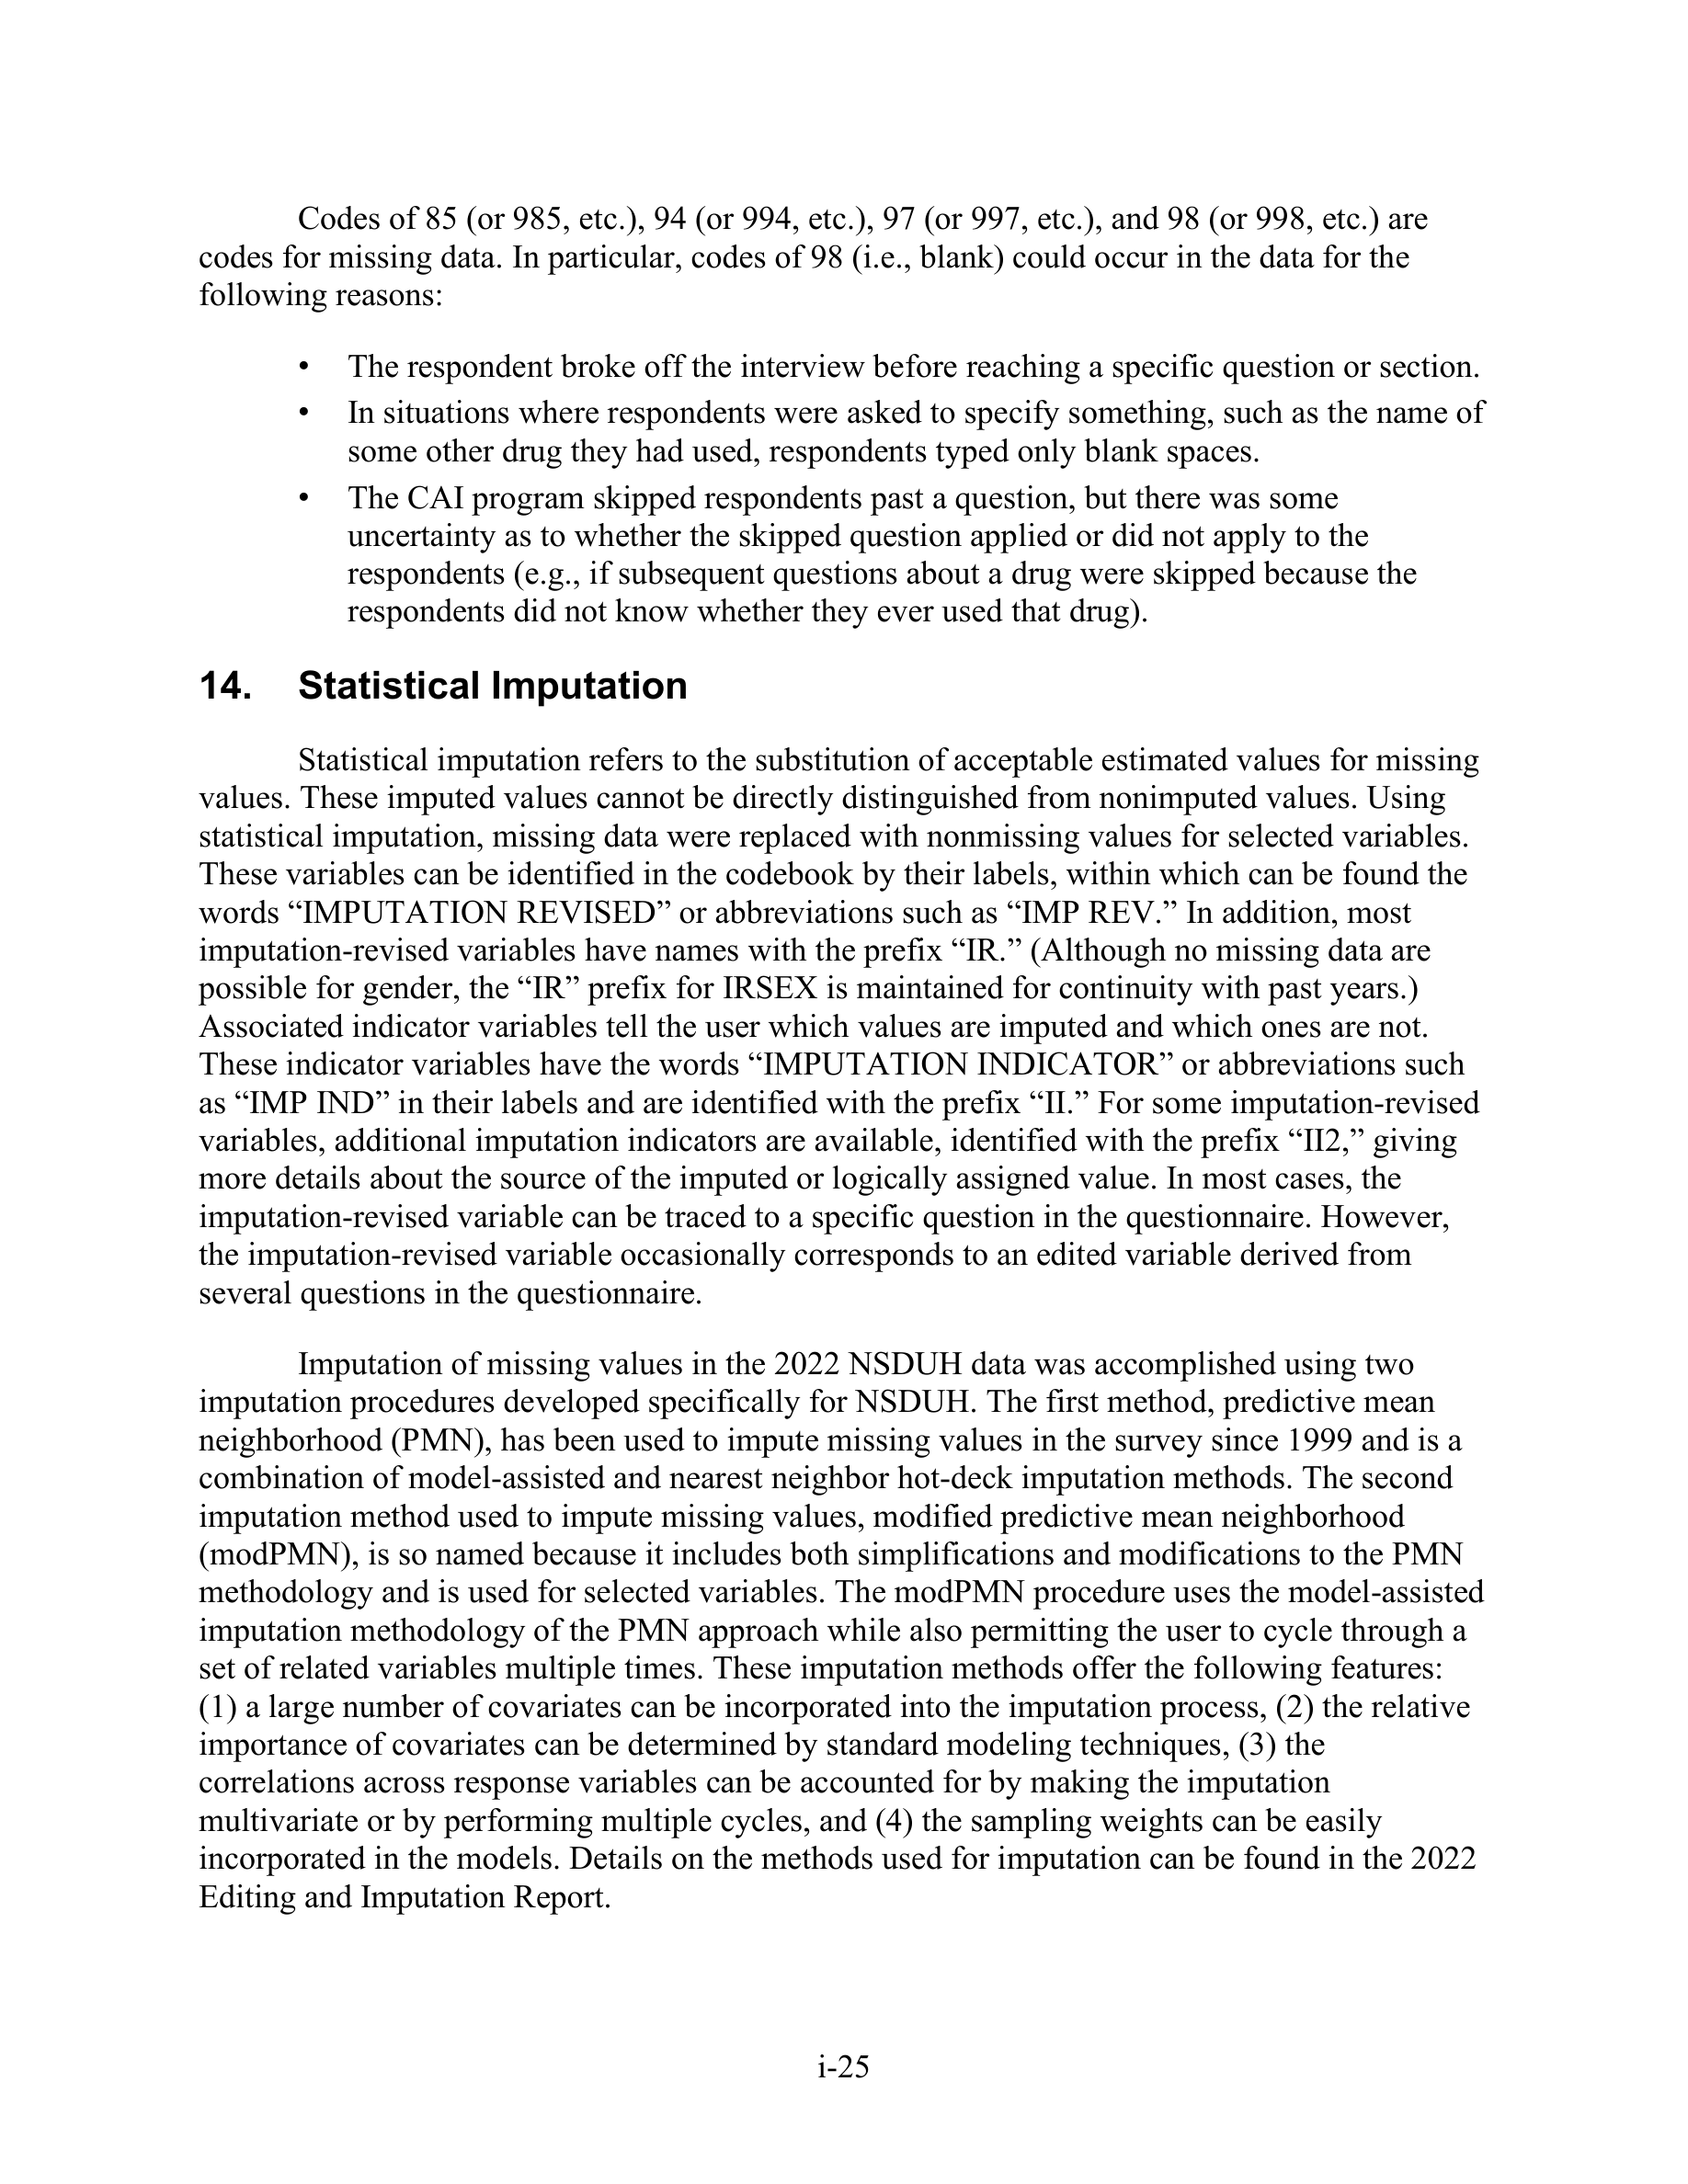 Codes of 85 (or 985, etc.), 94 (or 994, etc.), 97 (or 997, etc.), and 98 (or 998, etc.) are
codes for missing data. In particular, codes of 98 (i.e., blank) could occur in the data for the
following reasons:
• The respondent broke off the interview before reaching a specific question or section.
• In situations where respondents were asked to specify something, such as the name of
some other drug they had used, respondents typed only blank spaces.
• The CAI program skipped respondents past a question, but there was some
uncertainty as to whether the skipped question applied or did not apply to the
respondents (e.g., if subsequent questions about a drug were skipped because the
respondents did not know whether they ever used that drug).
14. Statistical Imputation
Statistical imputation refers to the substitution of acceptable estimated values for missing
values. These imputed values cannot be directly distinguished from nonimputed values. Using
statistical imputation, missing data were replaced with nonmissing values for selected variables.
These variables can be identified in the codebook by their labels, within which can be found the
words “IMPUTATION REVISED” or abbreviations such as “IMP REV.” In addition, most
imputation-revised variables have names with the prefix “IR.” (Although no missing data are
possible for gender, the “IR” prefix for IRSEX is maintained for continuity with past years.)
Associated indicator variables tell the user which values are imputed and which ones are not.
These indicator variables have the words “IMPUTATION INDICATOR” or abbreviations such
as “IMP IND” in their labels and are identified with the prefix “II.” For some imputation-revised
variables, additional imputation indicators are available, identified with the prefix “II2,” giving
more details about the source of the imputed or logically assigned value. In most cases, the
imputation-revised variable can be traced to a specific question in the questionnaire. However,
the imputation-revised variable occasionally corresponds to an edited variable derived from
several questions in the questionnaire.
Imputation of missing values in the 2022 NSDUH data was accomplished using two
imputation procedures developed specifically for NSDUH. The first method, predictive mean
neighborhood (PMN), has been used to impute missing values in the survey since 1999 and is a
combination of model-assisted and nearest neighbor hot-deck imputation methods. The second
imputation method used to impute missing values, modified predictive mean neighborhood
(modPMN), is so named because it includes both simplifications and modifications to the PMN
methodology and is used for selected variables. The modPMN procedure uses the model-assisted
imputation methodology of the PMN approach while also permitting the user to cycle through a
set of related variables multiple times. These imputation methods offer the following features:
(1) a large number of covariates can be incorporated into the imputation process, (2) the relative
importance of covariates can be determined by standard modeling techniques, (3) the
correlations across response variables can be accounted for by making the imputation
multivariate or by performing multiple cycles, and (4) the sampling weights can be easily
incorporated in the models. Details on the methods used for imputation can be found in the 2022
Editing and Imputation Report.
i-25